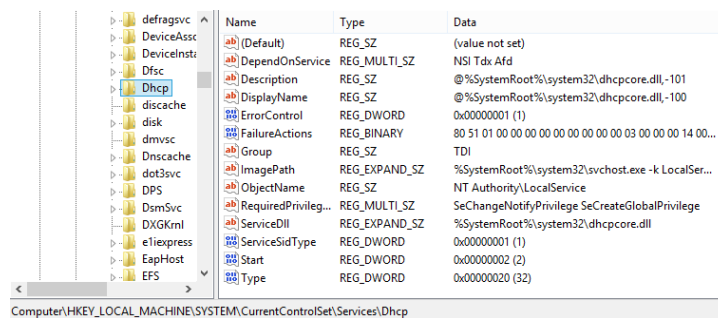 defragsvc
DeviceAssc
DeviceInsta
Dfsc
Dhcp
discache
disk
dmvsc
Dnscache
dot3svc
DPS
DsmSvc
DXGKrnl
e1iexpress
EapHost
EFS
Name Type Data
(Default) REG_SZ (value not set)
DependOnService REG_MULTI_SZ NSI Tdx Afd
Description REG_SZ @%SystemRoot%\system32\dhcpcore.dll,-101
DisplayName REG_SZ @%SystemRoot%\system32\dhcpcore.dll,-100
ErrorControl REG_DWORD 0x00000001 (1)
FailureActions REG_BINARY 80 51 01 00 00 00 00 00 00 00 00 00 03 00 00 00 14 00...
Group REG_SZ TDI
ImagePath REG_EXPAND_SZ %SystemRoot%\system32\svchost.exe -k LocalSer...
ObjectName REG_SZ NT Authority\LocalService
RequiredPrivileg... REG_MULTI_SZ SeChangeNotifyPrivilege SeCreateGlobalPrivilege
ServiceDll REG_EXPAND_SZ %SystemRoot%\system32\dhcpcore.dll
ServiceSidType REG_DWORD 0x00000001 (1)
Start REG_DWORD 0x00000002 (2)
Type REG_DWORD 0x00000020 (32)
Computer\HKEY_LOCAL_MACHINE\SYSTEM\CurrentControlSet\Services\Dhcp